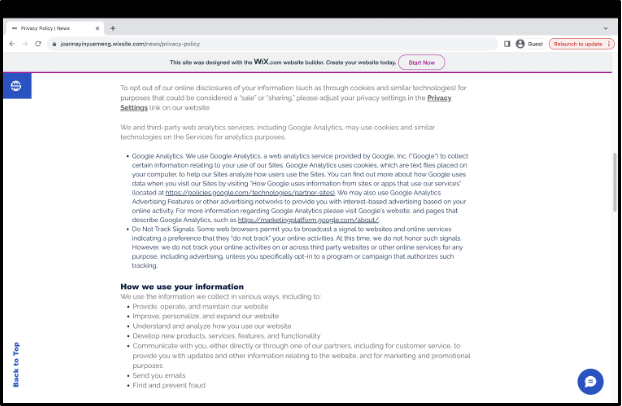 Privacy Policy | News
joannayinyuemeng.wixsite.com/news/privacy-policy
Guest
Relaunch to update
This site was designed with the WiX.com website builder. Create your website today.
Start Now
To opt out of our online disclosures of your information (such as through cookies and similar technologies) for
purposes that could be considered a "sale" or "sharing," please adjust your privacy settings in the Privacy
Settings link on our website.
We and third-party web analytics services, including Google Analytics, may use cookies and similar
technologies on the Services for analytics purposes.
• Google Analytics. We use Google Analytics, a web analytics service provided by Google, Inc. ("Google") to collect
certain information relating to your use of our Sites. Google Analytics uses cookies, which are text files placed on
your computer, to help our Sites analyze how users use the Sites. You can find out more about how Google uses
data when you visit our Sites by visiting "How Google uses information from sites or apps that use our services"
(located at https://policies.google.com/technologies/partner-sites). We may also use Google Analytics
Advertising Features or other advertising networks to provide you with interest-based advertising based on your
online activity. For more information regarding Google Analytics please visit Google's website, and pages that
describe Google Analytics, such as https://marketingplatform.google.com/about/.
• Do Not Track Signals. Some web browsers permit you to broadcast a signal to websites and online services
indicating a preference that they "do not track" your online activities. At this time, we do not honor such signals.
However, we do not track your online activities on or across third party websites or other online services for any
purpose, including advertising, unless you specifically opt-in to a program or campaign that authorizes such
tracking.
How we use your information
We use the information we collect in various ways, including to:
• Provide, operate, and maintain our website
• Improve, personalize, and expand our website
• Understand and analyze how you use our website
• Develop new products, services, features, and functionality
• Communicate with you, either directly or through one of our partners, including for customer service, to
provide you with updates and other information relating to the website, and for marketing and promotional
purposes
• Send you emails
• Find and prevent fraud
Back to Top